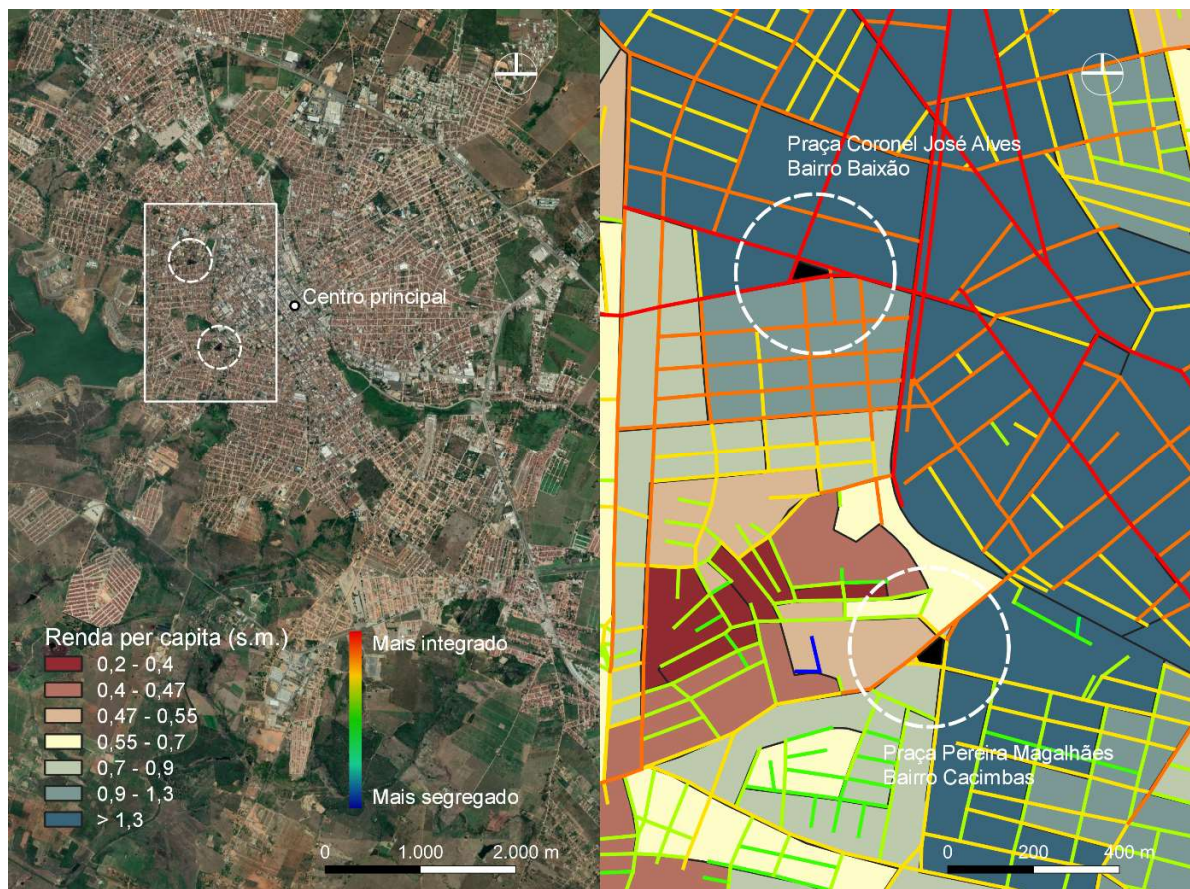 Centro principal
Renda per capita (s.m.)
0,2 - 0,4
0,4 - 0,47
0,47 - 0,55
0,55 - 0,7
0,7 - 0,9
0,9 - 1,3
> 1,3
Mais integrado
Mais segregado
0 1.000 2.000 m
Praça Coronel José Alves
Bairro Baixão
Praça Pereira Magalhães
Bairro Cacimbas
0 200 400 m